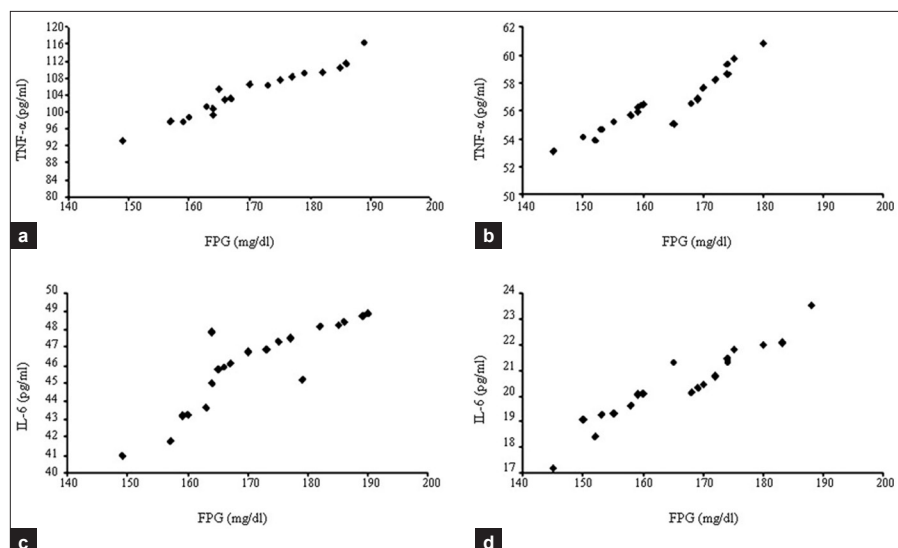 120
116
112
108
104
100
96
92
88
84
80
TNF-α (pg/ml)
140 150 160 170 180 190 200
FPG (mg/dl)
a
62
60
58
56
54
52
50
TNF-α (pg/ml)
140 150 160 170 180 190 200
FPG (mg/dl)
b
50
49
48
47
46
45
44
43
42
41
40
IL-6 (pg/ml)
140 150 160 170 180 190 200
FPG (mg/dl)
c
24
23
22
21
20
19
18
17
IL-6 (pg/ml)
140 150 160 170 180 190 200
FPG (mg/dl)
d